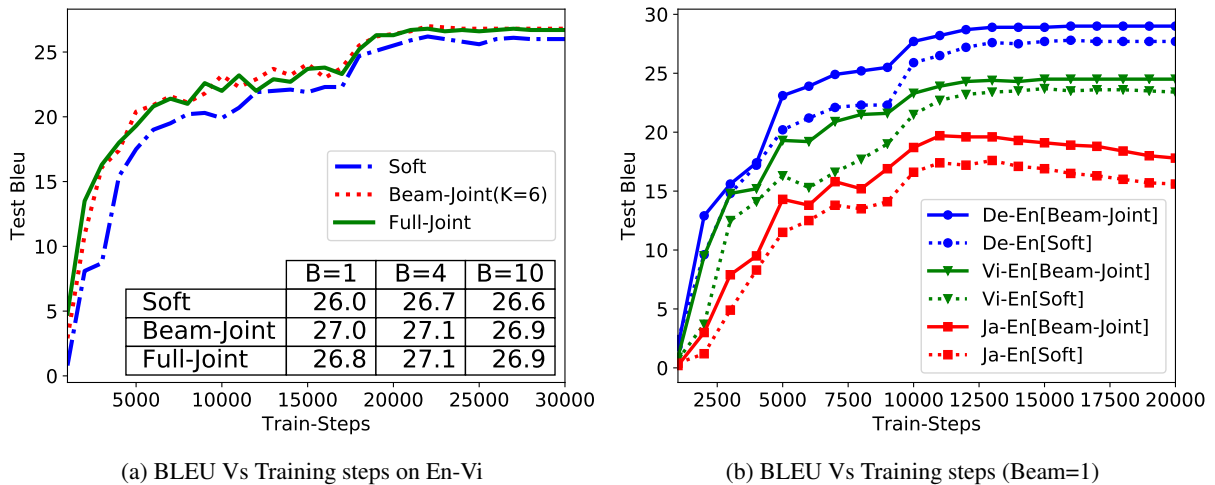 25
20
15
10
5
0
Test Bleu
Soft
Beam-Joint(K=6)
Full-Joint
B=1 B=4 B=10
Soft 26.0 26.7 26.6
Beam-Joint 27.0 27.1 26.9
Full-Joint 26.8 27.1 26.9
5000 10000 15000 20000 25000 30000
Train-Steps
(a) BLEU Vs Training steps on En-Vi
30
25
20
15
10
5
0
Test Bleu
De-En[Beam-Joint]
De-En[Soft]
Vi-En[Beam-Joint]
Vi-En[Soft]
Ja-En[Beam-Joint]
Ja-En[Soft]
2500 5000 7500 10000 12500 15000 17500 20000
Train-Steps
(b) BLEU Vs Training steps (Beam=1)